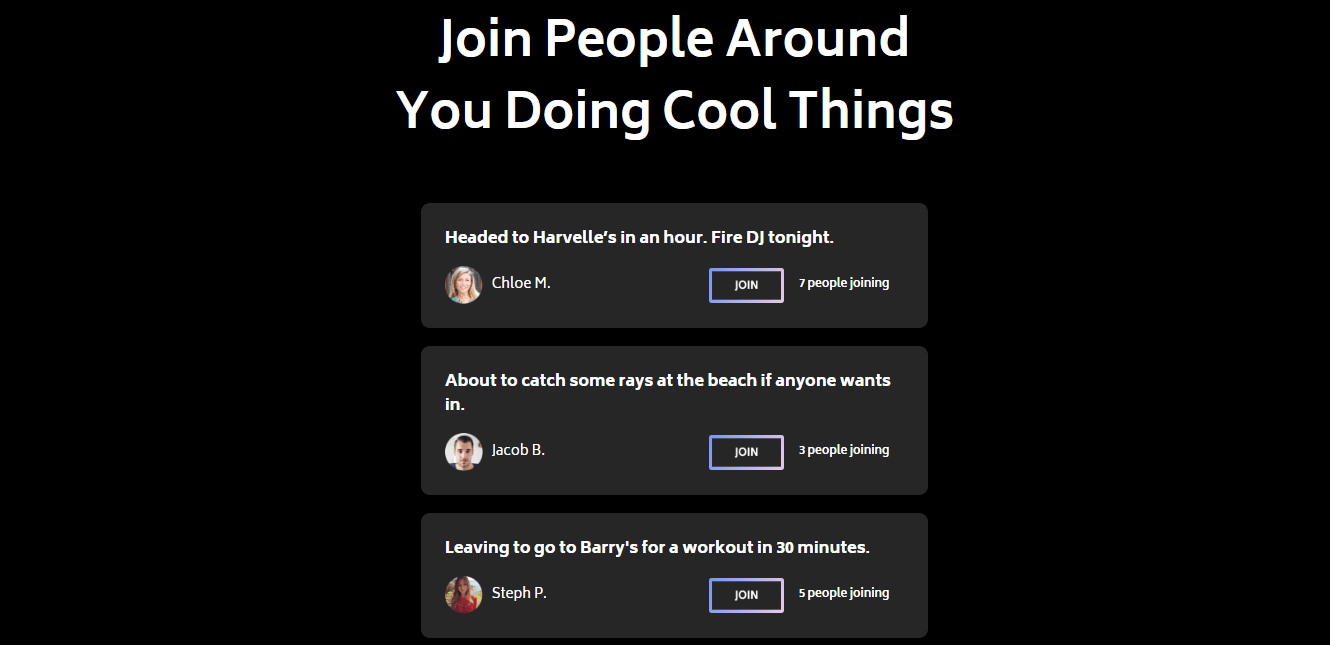 Join People Around
You Doing Cool Things
Headed to Harvelle’s in an hour. Fire DJ tonight.
Chloe M.
JOIN
7 people joining
About to catch some rays at the beach if anyone wants
in.
Jacob B.
JOIN
3 people joining
Leaving to go to Barry's for a workout in 30 minutes.
Steph P.
JOIN
5 people joining